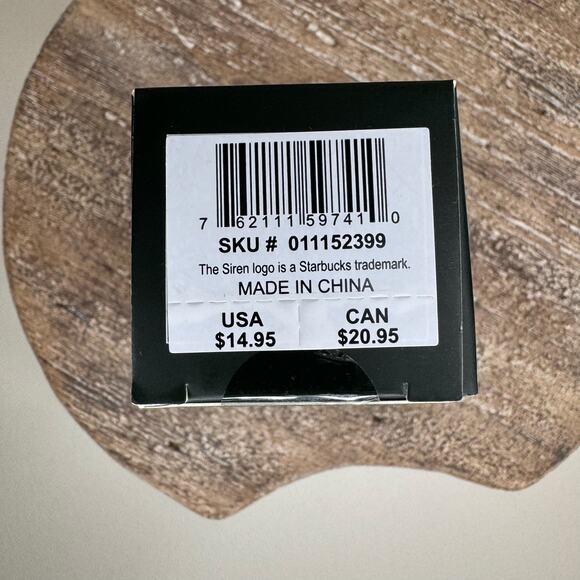 7 62111 59741 0
SKU # 011152399
The Siren logo is a Starbucks trademark.
MADE IN CHINA
USA CAN
$14.95 $20.95